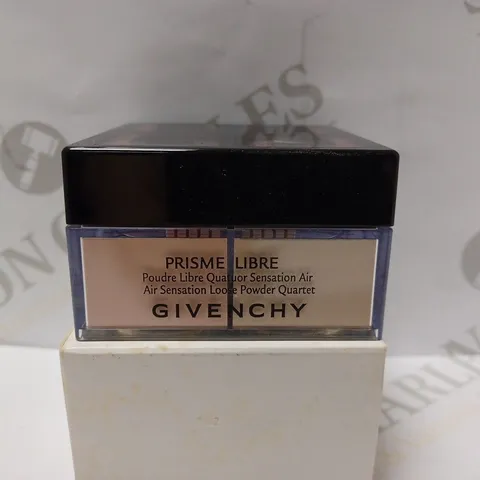 PRISME LIBRE
Poudre Libre Quatuor Sensation Air
Air Sensation Loose Powder Quartet
GIVENCHY